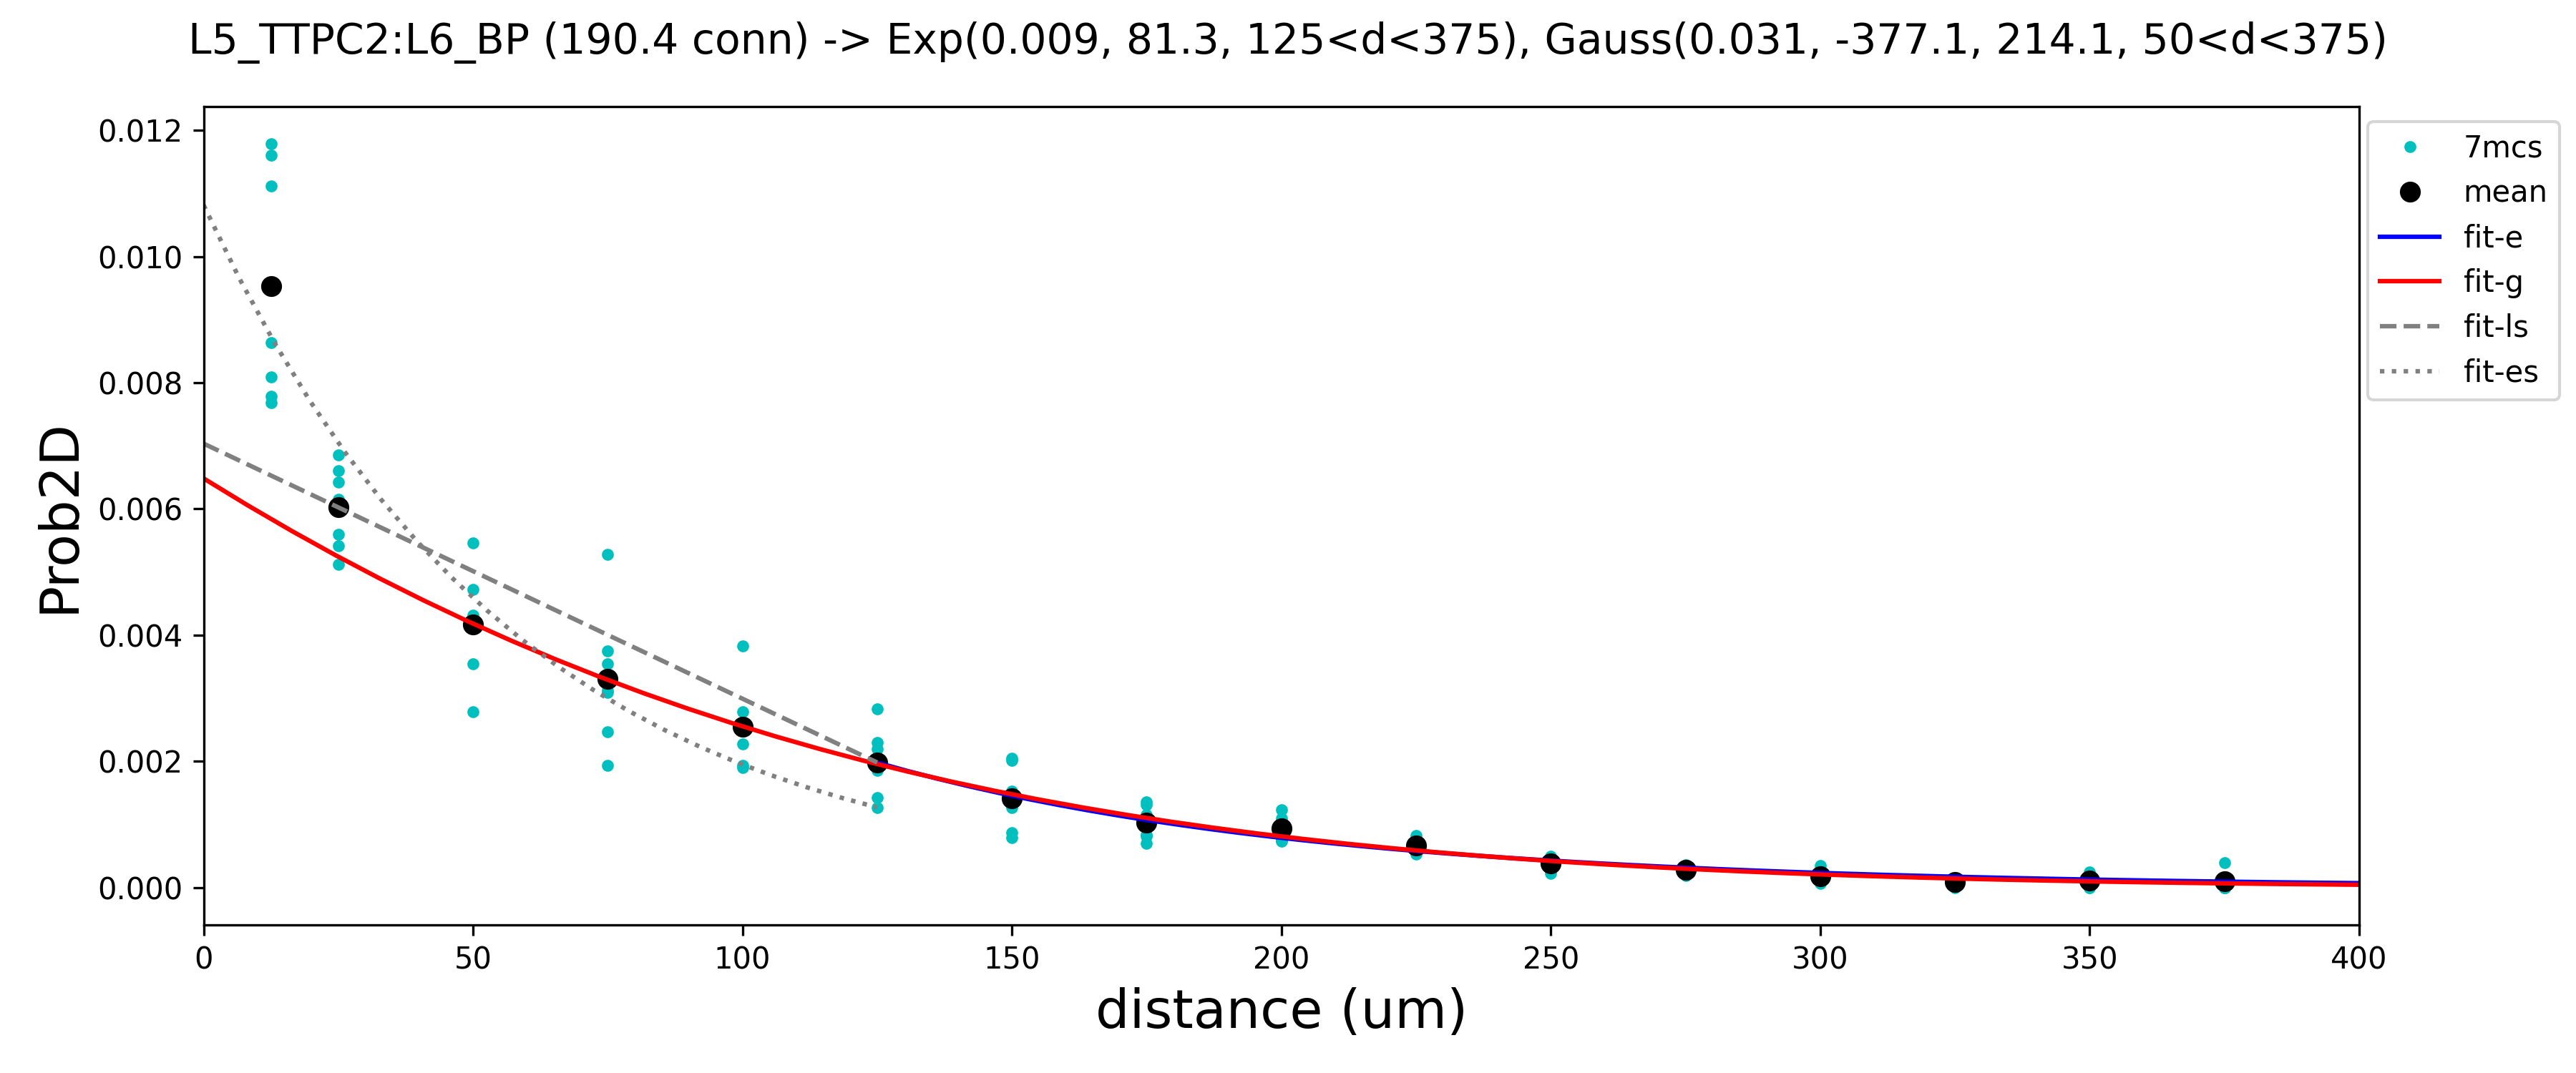 L5_TTPC2:L6_BP (190.4 conn) -> Exp(0.009, 81.3, 125<d<375), Gauss(0.031, -377.1, 214.1, 50<d<375)
0.012
0.010
0.008
0.006
0.004
0.002
0.000
Prob2D
0 50 100 150 200 250 300 350 400
distance (um)
7mcs
mean
fit-e
fit-g
fit-ls
fit-es